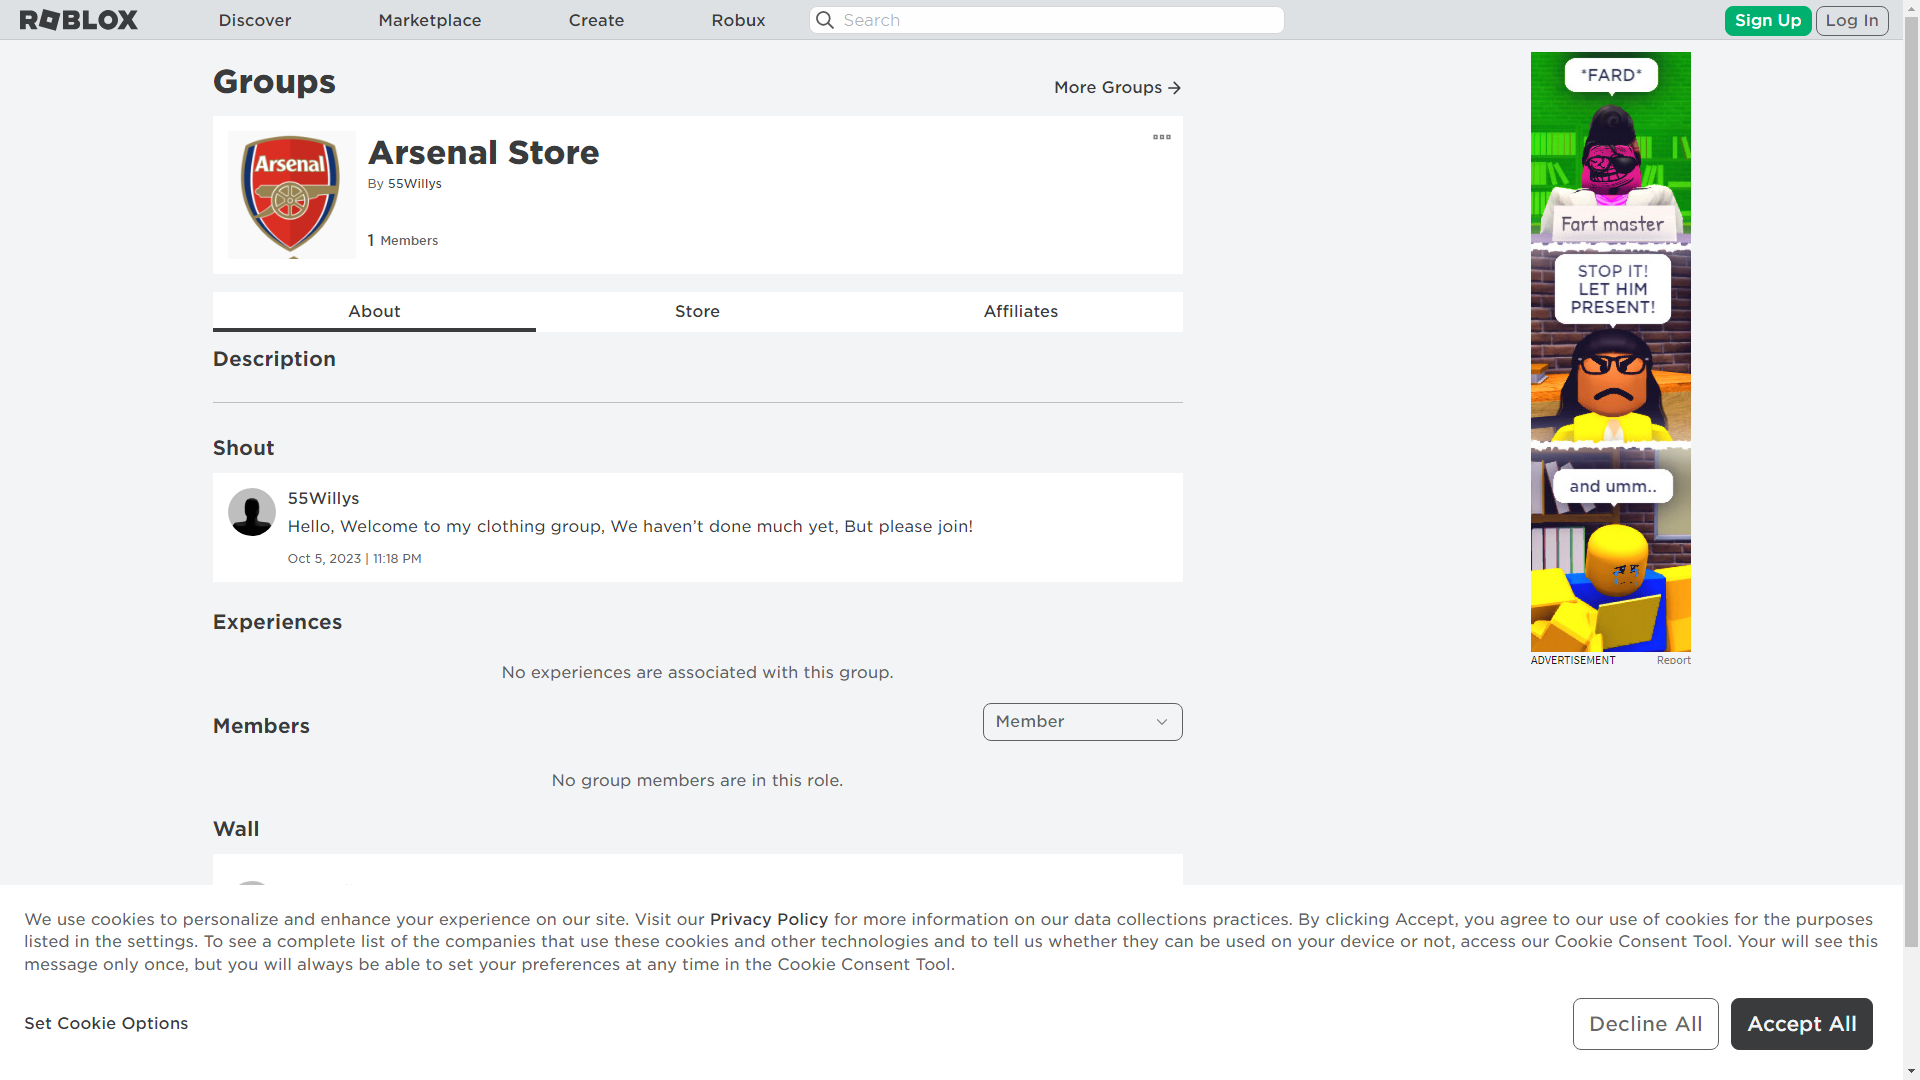 ROBLOX
Discover
Marketplace
Create
Robux
Search
Sign Up
Log In
Groups
More Groups
Arsenal
Arsenal Store
By 55Willys
1 Members
About
Store
Affiliates
Description
Shout
55Willys
Hello, Welcome to my clothing group, We haven’t done much yet, But please join!
Oct 5, 2023 | 11:18 PM
Experiences
No experiences are associated with this group.
Members
Member
No group members are in this role.
Wall
*FARD*
Fart master
STOP IT!
LET HIM
PRESENT!
and umm..
ADVERTISEMENT
Report
We use cookies to personalize and enhance your experience on our site. Visit our Privacy Policy for more information on our data collections practices. By clicking Accept, you agree to our use of cookies for the purposes
listed in the settings. To see a complete list of the companies that use these cookies and other technologies and to tell us whether they can be used on your device or not, access our Cookie Consent Tool. Your will see this
message only once, but you will always be able to set your preferences at any time in the Cookie Consent Tool.
Set Cookie Options
Decline All
Accept All